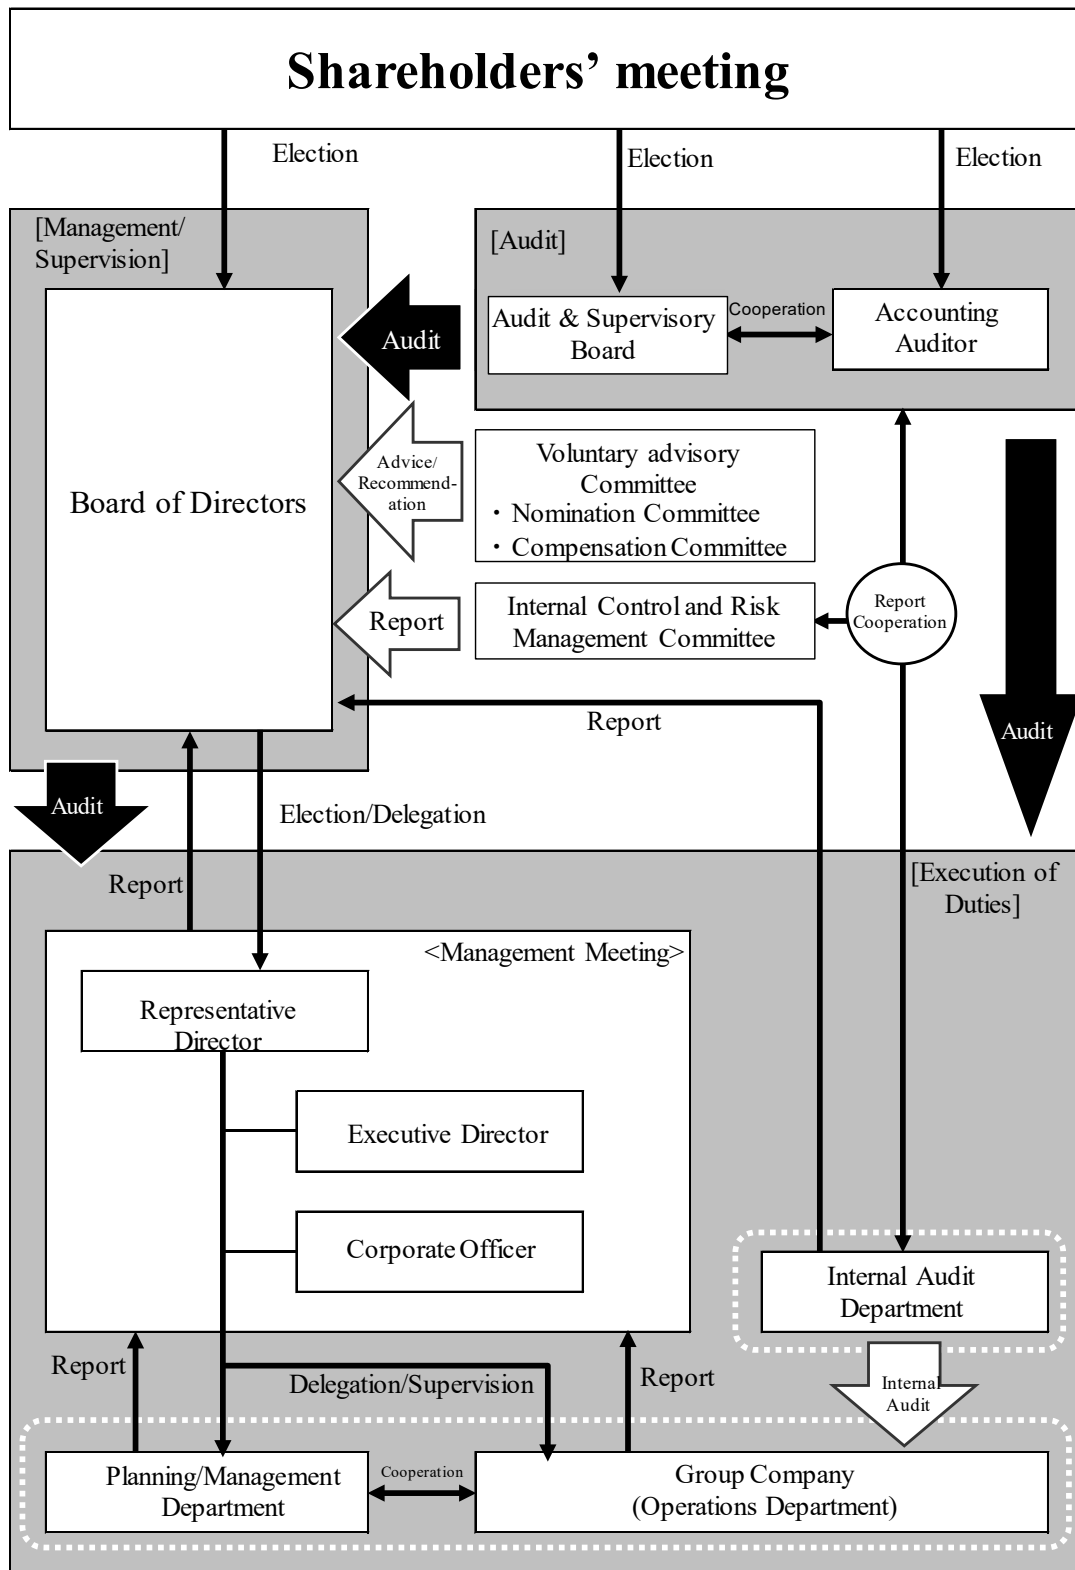 Shareholders’ meeting
Election
Election
Election
[Management/
Supervision]
[Audit]
Audit & Supervisory
Board
Cooperation
Accounting
Auditor
Audit
Board of Directors
Advice/
Recommend-
ation
Voluntary advisory
Committee
・Nomination Committee
・Compensation Committee
Report
Internal Control and Risk
Management Committee
Report
Cooperation
Report
Audit
Audit
Election/Delegation
Report
[Execution of
Duties]
<Management Meeting>
Representative
Director
Executive Director
Corporate Officer
Internal Audit
Department
Report
Delegation/Supervision
Report
Internal
Audit
Planning/Management
Department
Cooperation
Group Company
(Operations Department)